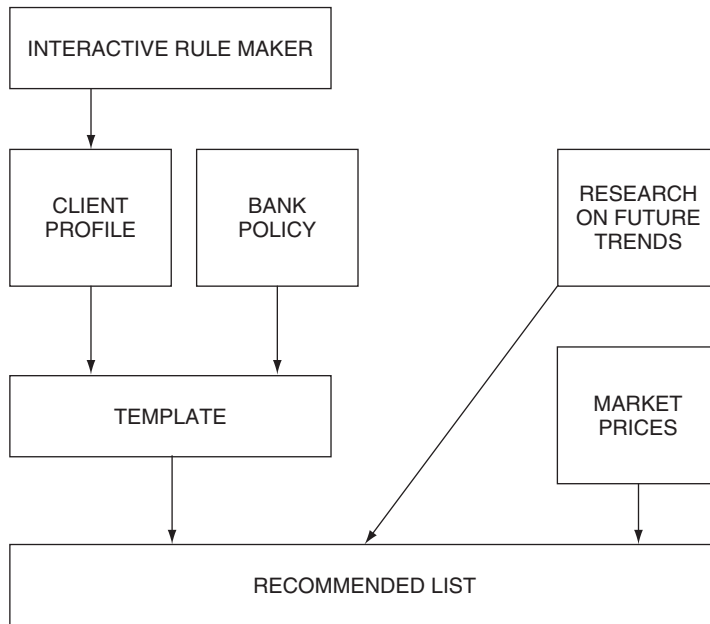 INTERACTIVE RULE MAKER
CLIENT
PROFILE
BANK
POLICY
RESEARCH
ON FUTURE
TRENDS
TEMPLATE
MARKET
PRICES
RECOMMENDED LIST